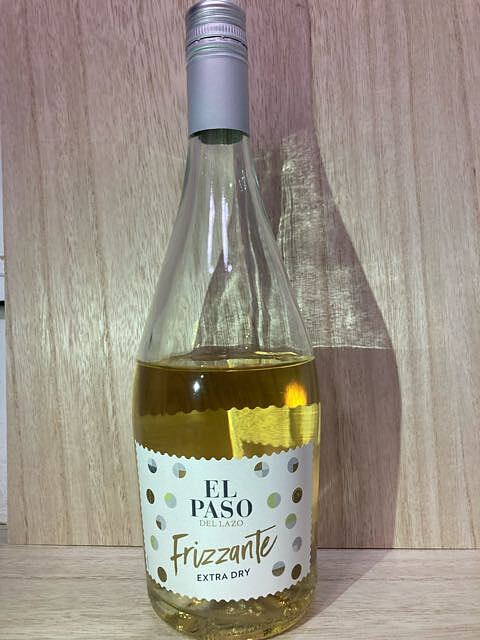 EL
PASO
DEL LAZO
Frizzante
EXTRA DRY